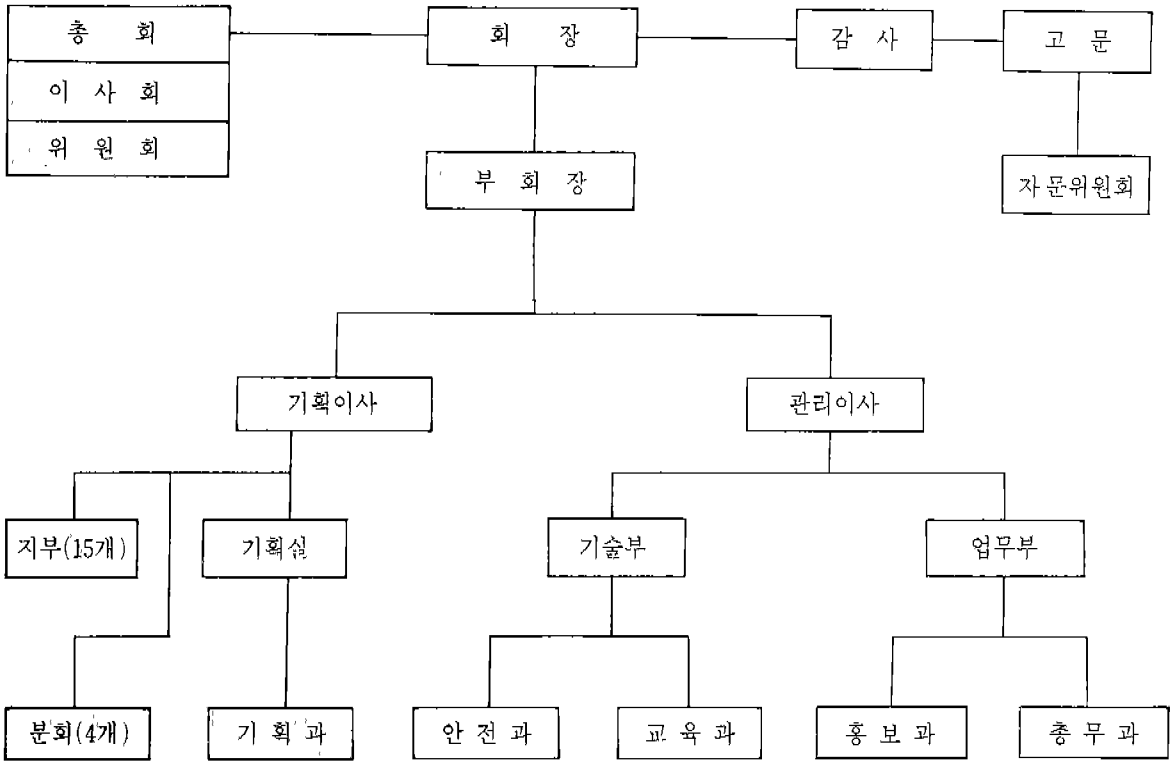 총 회
회 장
감 사
고 문
이 사 회
위 원 회
부 회 장
자문위원회
기획이사
관리이사
지부(15개)
기획실
기술부
업무부
분회(4개)
기 획 과
안 전 과
교 육 과
홍 보 과
총 무 과